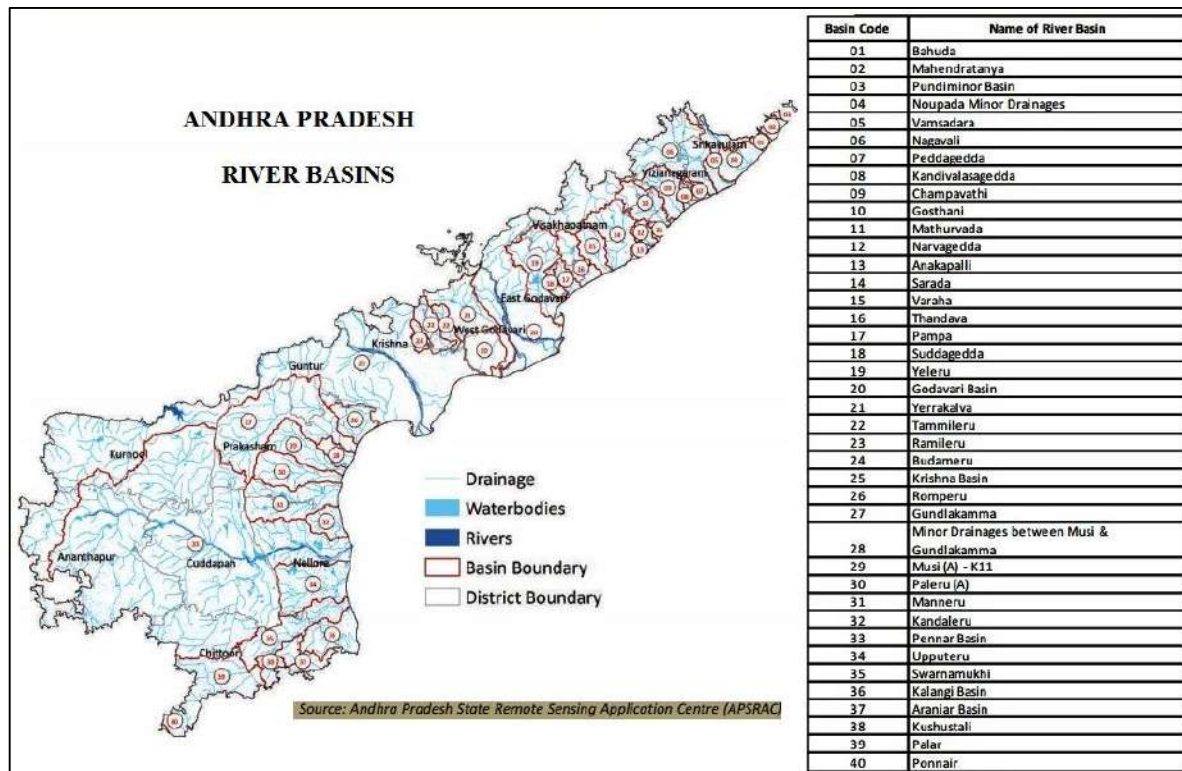 ANDHRA PRADESH
RIVER BASINS
Srikakulam
Vizianagaram
Visakhapatnam
East Godavari
West Godavari
Krishna
Guntur
Prakasham
Kurnool
Ananthapur
Cuddapah
Nellore
Chittoor
Drainage
Waterbodies
Rivers
Basin Boundary
District Boundary
Source: Andhra Pradesh State Remote Sensing Application Centre (APSRAC)
Basin Code Name of River Basin
01 Bahuda
02 Mahendratanya
03 Pundiminor Basin
04 Noupada Minor Drainages
05 Vamsadara
06 Nagavali
07 Peddagedda
08 Kandivalasagedda
09 Champavathi
10 Gosthani
11 Mathurvada
12 Narvagedda
13 Anakapalli
14 Sarada
15 Varaha
16 Thandava
17 Pampa
18 Suddagedda
19 Yeleru
20 Godavari Basin
21 Yerrakalva
22 Tammileru
23 Ramileru
24 Budameru
25 Krishna Basin
26 Romperu
27 Gundlakamma
Minor Drainages between Musi &
28 Gundlakamma
29 Musi (A) - K11
30 Paleru (A)
31 Manneru
32 Kandaleru
33 Pennar Basin
34 Upputeru
35 Swarnamukhi
36 Kalangi Basin
37 Araniar Basin
38 Kushustali
39 Palar
40 Ponnair